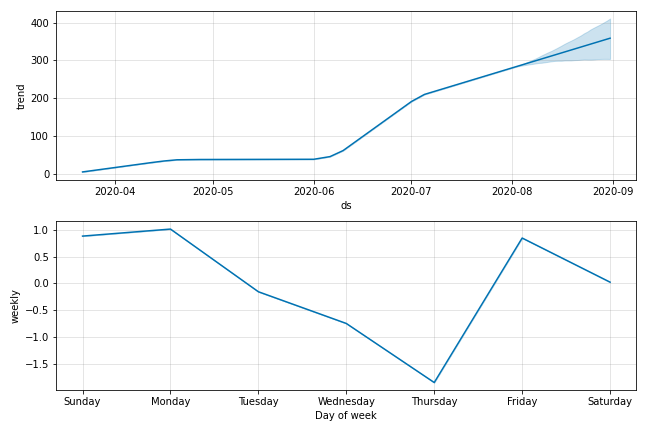 400
300
200
100
0
trend
2020-04 2020-05 2020-06 2020-07 2020-08 2020-09
ds
1.0
0.5
0.0
−0.5
−1.0
−1.5
weekly
Sunday Monday Tuesday Wednesday Thursday Friday Saturday
Day of week